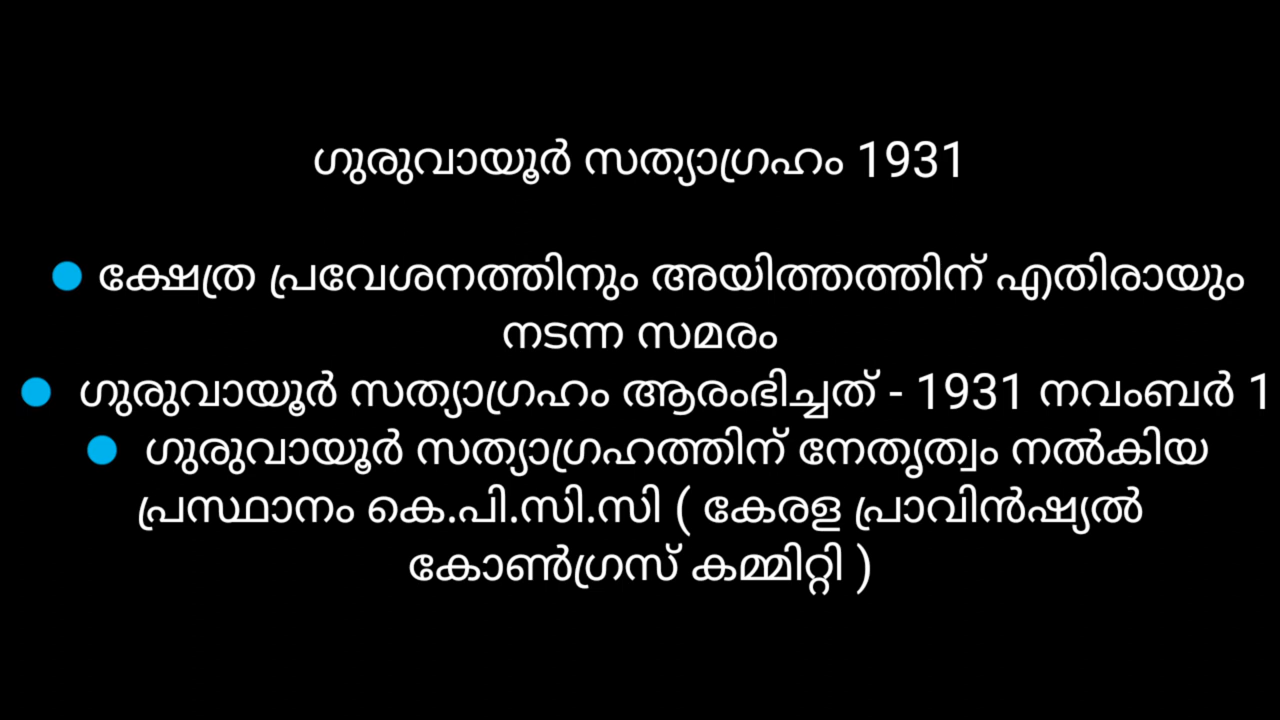 ഗുരുവായൂർ സത്യാഗ്രഹം 1931
● ക്ഷേത്ര പ്രവേശനത്തിനും അയിത്തത്തിന് എതിരായും
നടന്ന സമരം
● ഗുരുവായൂർ സത്യാഗ്രഹം ആരംഭിച്ചത് - 1931 നവംബർ 1
● ഗുരുവായൂർ സത്യാഗ്രഹത്തിന് നേതൃത്വം നൽകിയ
പ്രസ്ഥാനം കെ.പി.സി.സി ( കേരള പ്രാവിൻഷ്യൽ
കോൺഗ്രസ് കമ്മിറ്റി )